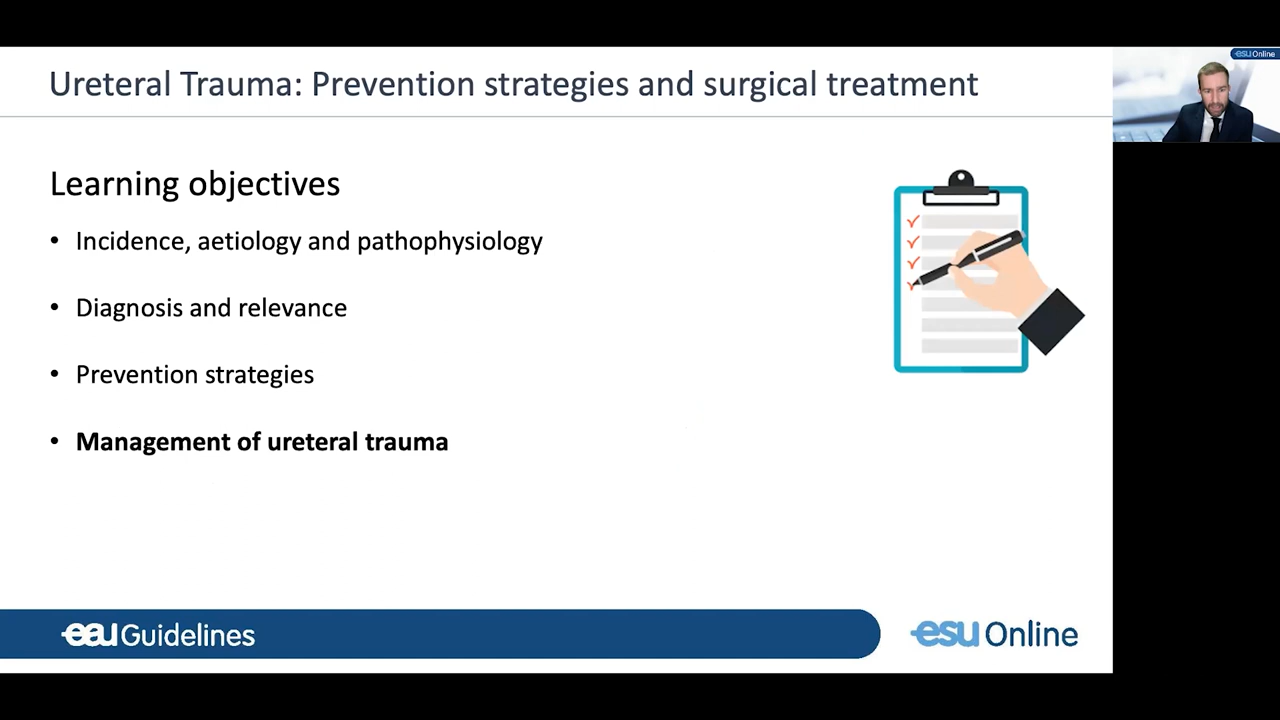 Ureteral Trauma: Prevention strategies and surgical treatment
esu Online
Learning objectives
• Incidence, aetiology and pathophysiology
• Diagnosis and relevance
• Prevention strategies
• Management of ureteral trauma
eau Guidelines
esu Online